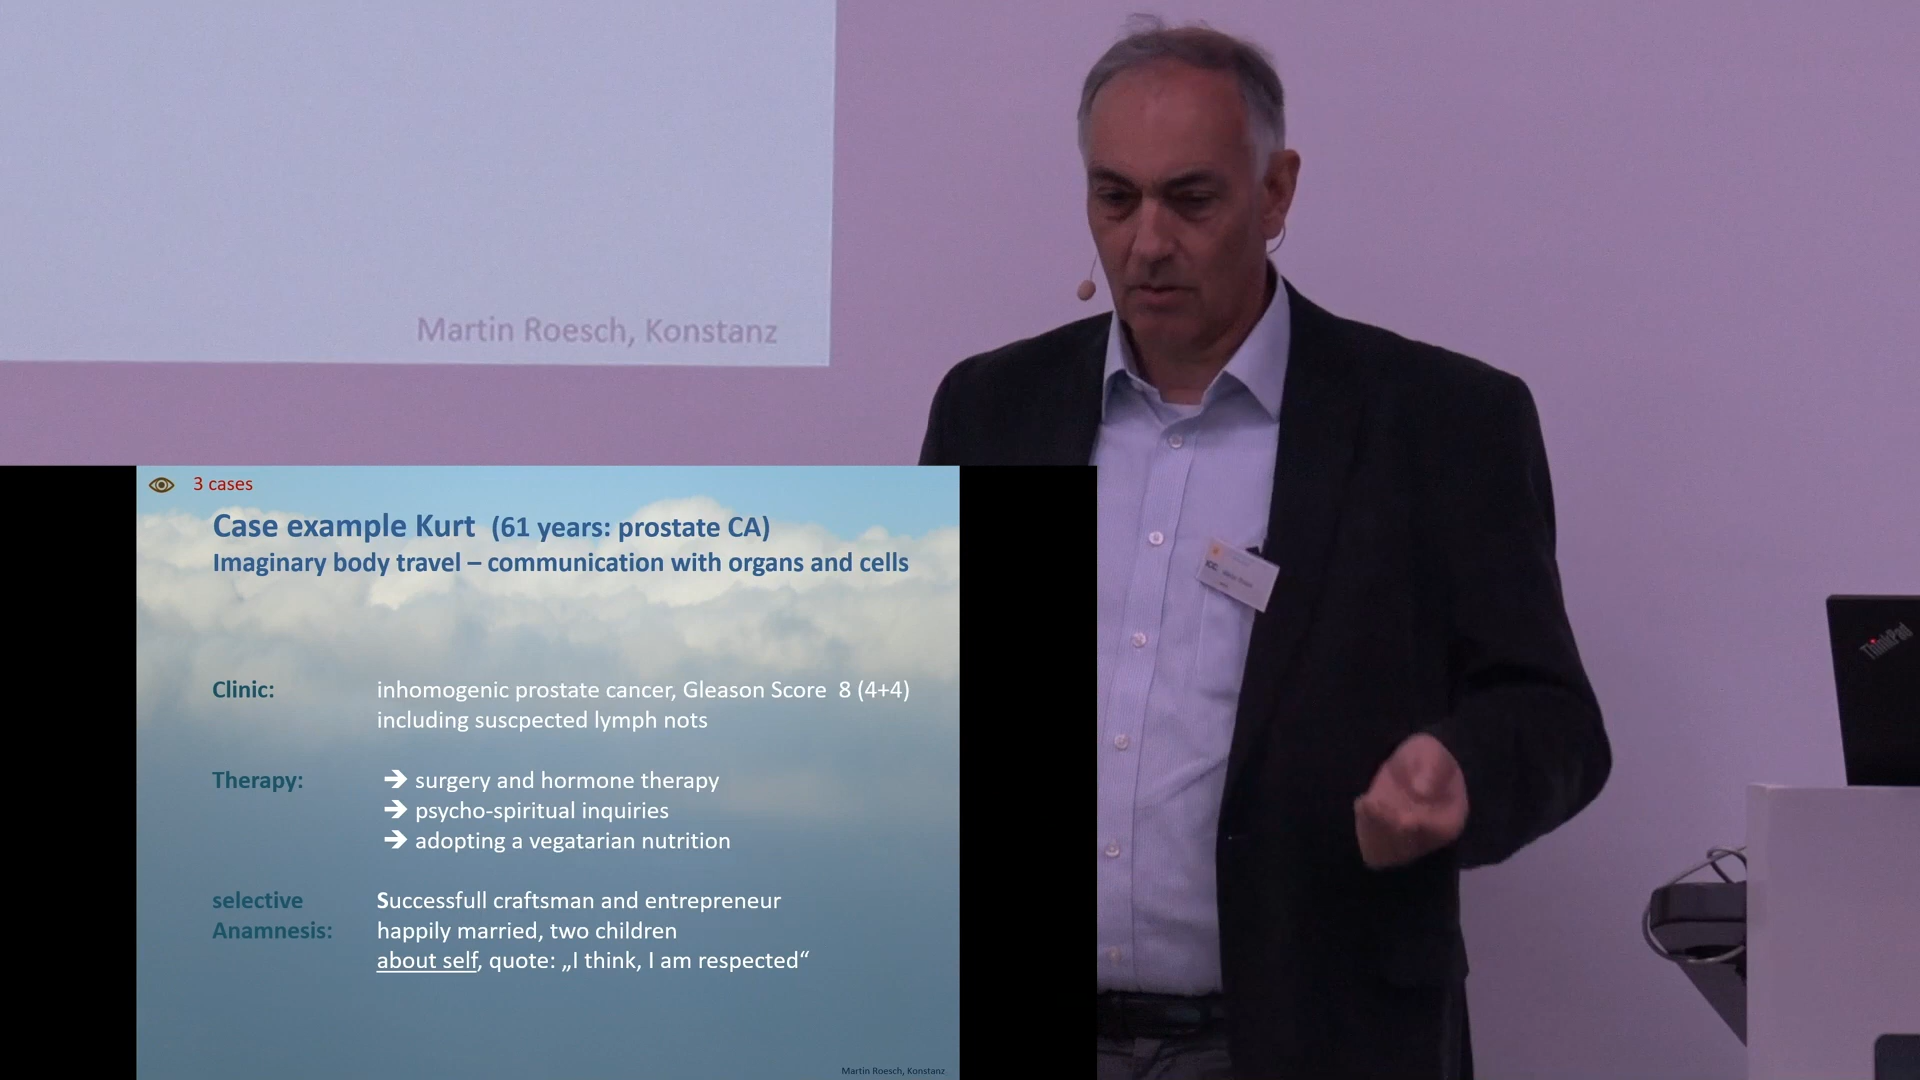 Martin Roesch, Konstanz
3 cases
Case example Kurt (61 years: prostate CA)
Imaginary body travel – communication with organs and cells
Clinic: inhomogenic prostate cancer, Gleason Score 8 (4+4)
including suscpected lymph nots
Therapy: ➔ surgery and hormone therapy
➔ psycho-spiritual inquiries
➔ adopting a vegatarian nutrition
selective Successfull craftsman and entrepreneur
Anamnesis: happily married, two children
about self, quote: „I think, I am respected“
Martin Roesch, Konstanz
ThinkPad